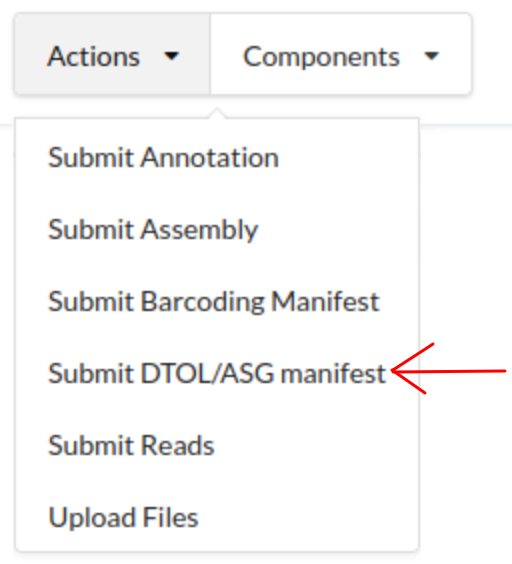 Actions Components
Submit Annotation
Submit Assembly
Submit Barcoding Manifest
Submit DTOL/ASG manifest
Submit Reads
Upload Files